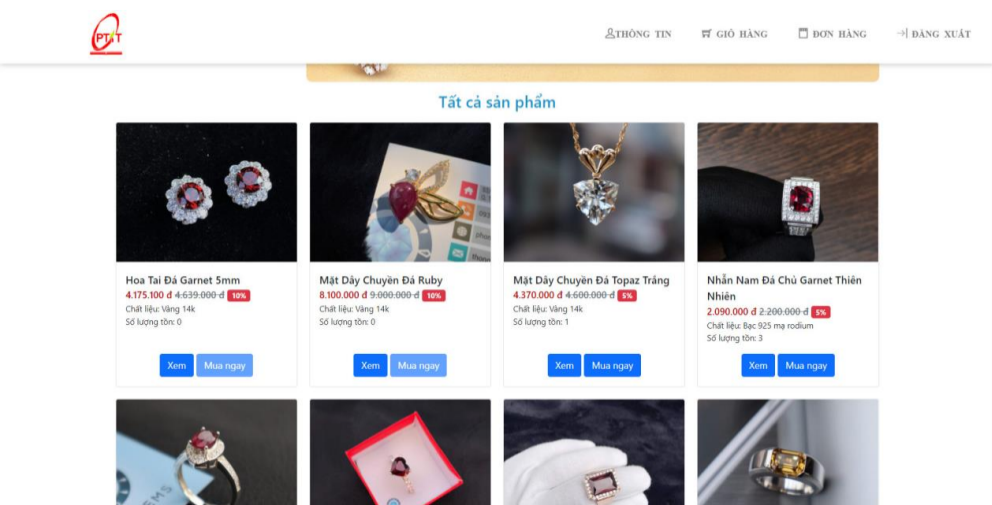 PTIT
THÔNG TIN
GIỎ HÀNG
ĐƠN HÀNG
ĐĂNG XUẤT
Tất cả sản phẩm
Hoa Tai Đá Garnet 5mm
4.175.100 đ 4.639.000 đ 10%
Chất liệu: Vàng 14k
Số lượng tồn: 0
Xem Mua ngay
Mặt Dây Chuyền Đá Ruby
8.100.000 đ 9.000.000 đ 10%
Chất liệu: Vàng 14k
Số lượng tồn: 0
Xem Mua ngay
Mặt Dây Chuyền Đá Topaz Trắng
4.370.000 đ 4.600.000 đ 5%
Chất liệu: Vàng 14k
Số lượng tồn: 1
Xem Mua ngay
Nhẫn Nam Đá Chủ Garnet Thiên
Nhiên
2.090.000 đ 2.200.000 đ 5%
Chất liệu: Bạc 925 mạ rodium
Số lượng tồn: 3
Xem Mua ngay